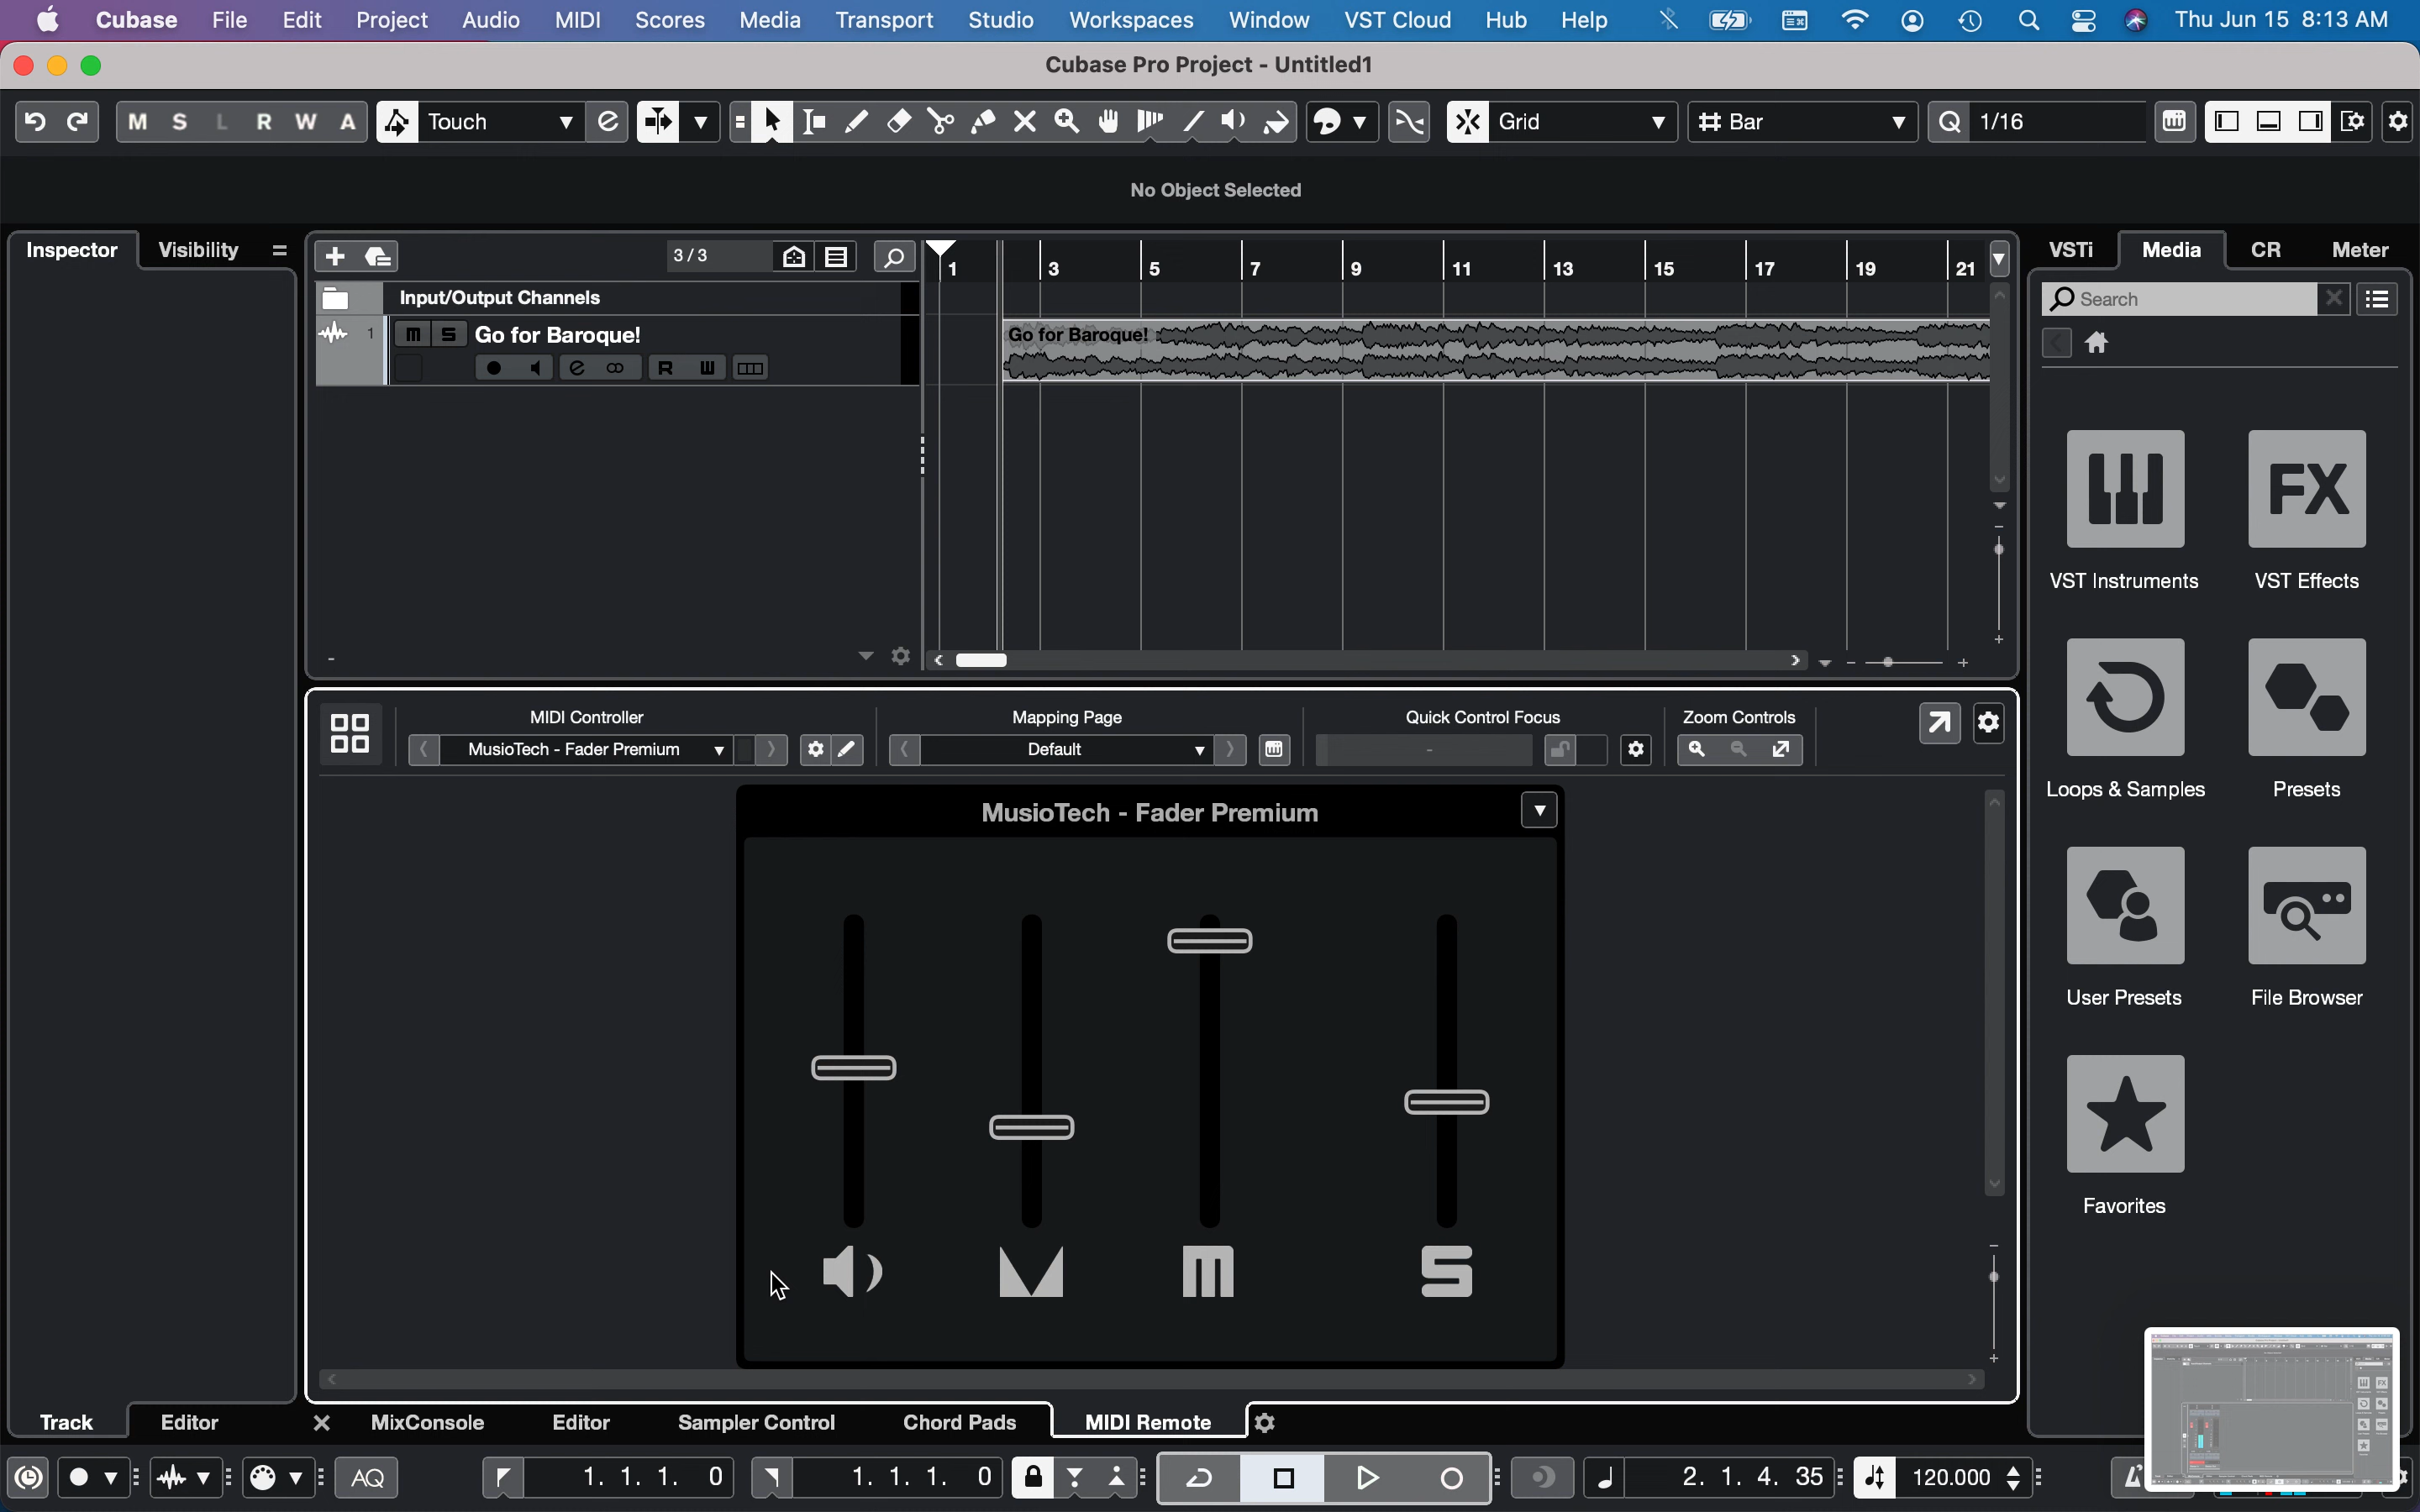 Cubase File Edit Project Audio MIDI Scores Media Transport Studio Workspaces Window VST Cloud Hub Help Thu Jun 15 8:13 AM
Cubase Pro Project - Untitled1
M S L R W A Touch Grid Bar Q 1/16
No Object Selected
Inspector Visibility
3 / 3
1 3 5 7 9 11 13 15 17 19 21
VSTi Media CR Meter
Input/Output Channels
Search
1 M S Go for Baroque!
Go for Baroque!
R W
FX
VST Instruments VST Effects
MIDI Controller Mapping Page Quick Control Focus Zoom Controls
MusioTech - Fader Premium Default -
Loops & Samples Presets
MusioTech - Fader Premium
User Presets File Browser
Favorites
M S
Track Editor MixConsole Editor Sampler Control Chord Pads MIDI Remote
AQ 1. 1. 1. 0 1. 1. 1. 0 2. 1. 4. 35 120.000